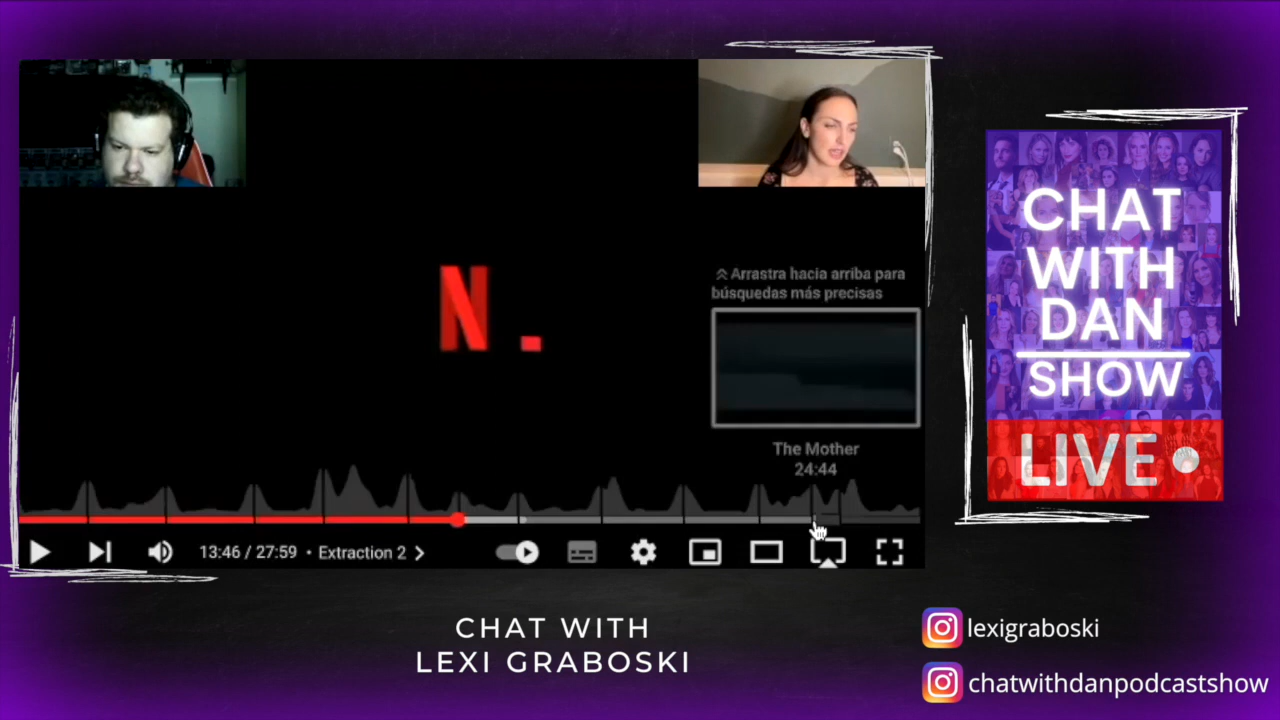 N.
Arrastra hacia arriba para
búsquedas más precisas
The Mother
24:44
13:46 / 27:59 • Extraction 2
CHAT
WITH
DAN
SHOW
LIVE
CHAT WITH
LEXI GRABOSKI
lexigraboski
chatwithdanpodcastshow